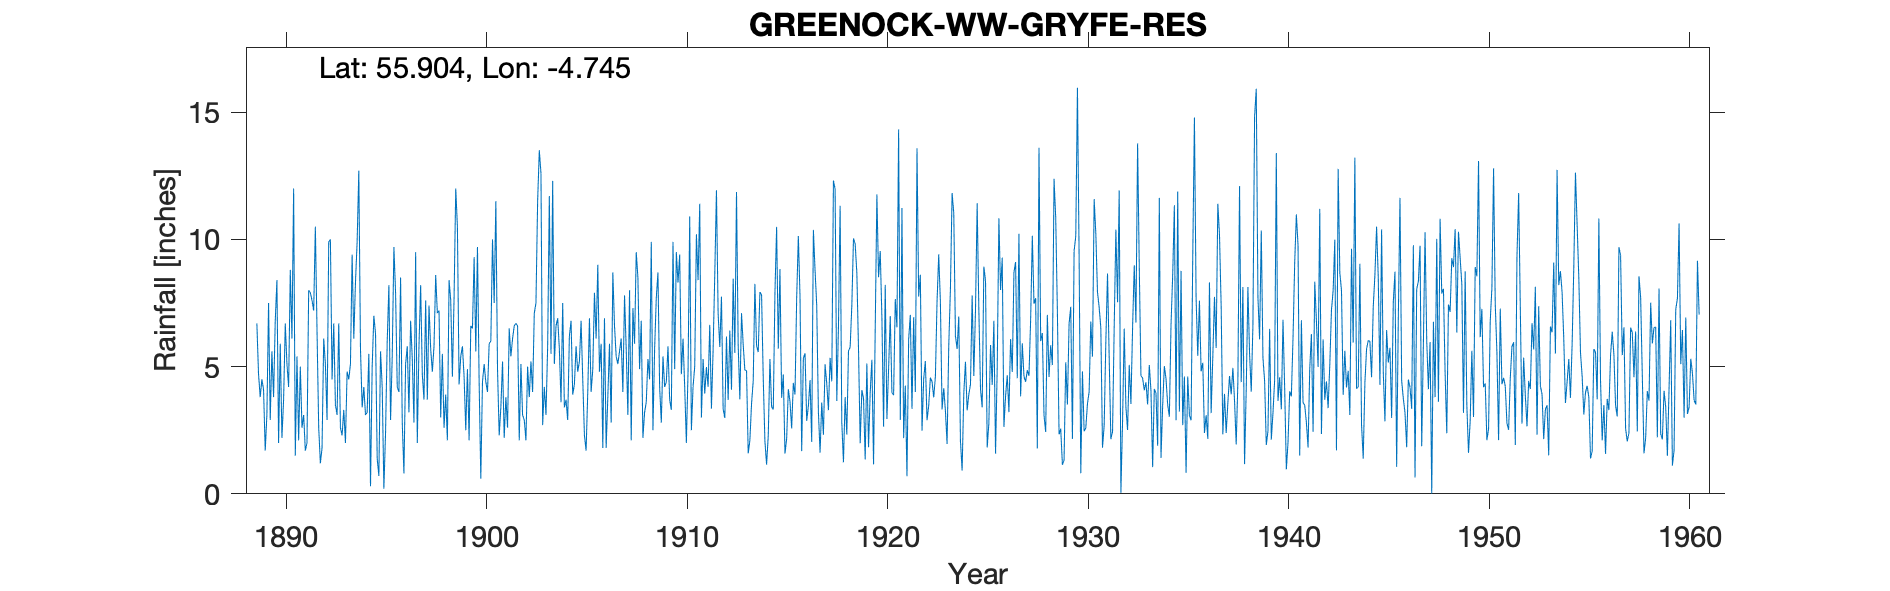 GREENOCK-WW-GRYFE-RES
Lat: 55.904, Lon: -4.745
15
10
5
0
Rainfall [inches]
1890 1900 1910 1920 1930 1940 1950 1960
Year